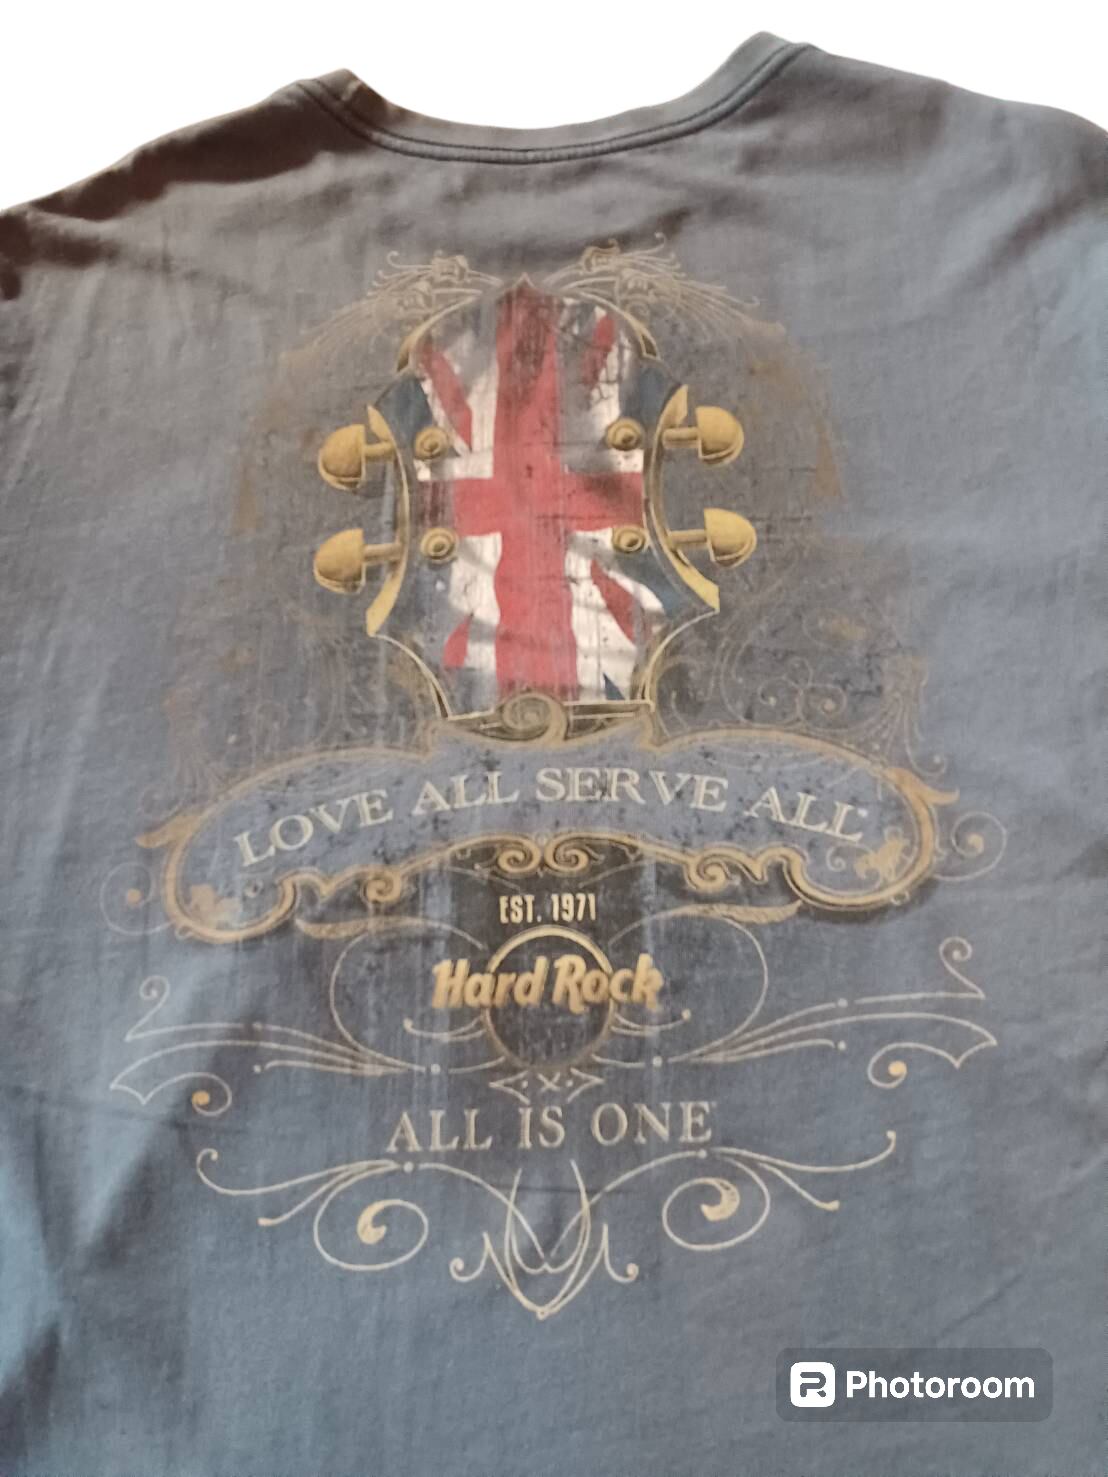 LOVE ALL SERVE ALL
EST. 1971
Hard Rock
ALL IS ONE
Photoroom